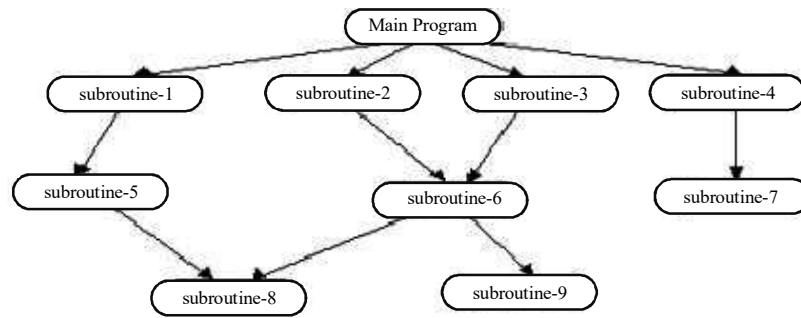 Main Program
subroutine-1
subroutine-2
subroutine-3
subroutine-4
subroutine-5
subroutine-6
subroutine-7
subroutine-8
subroutine-9